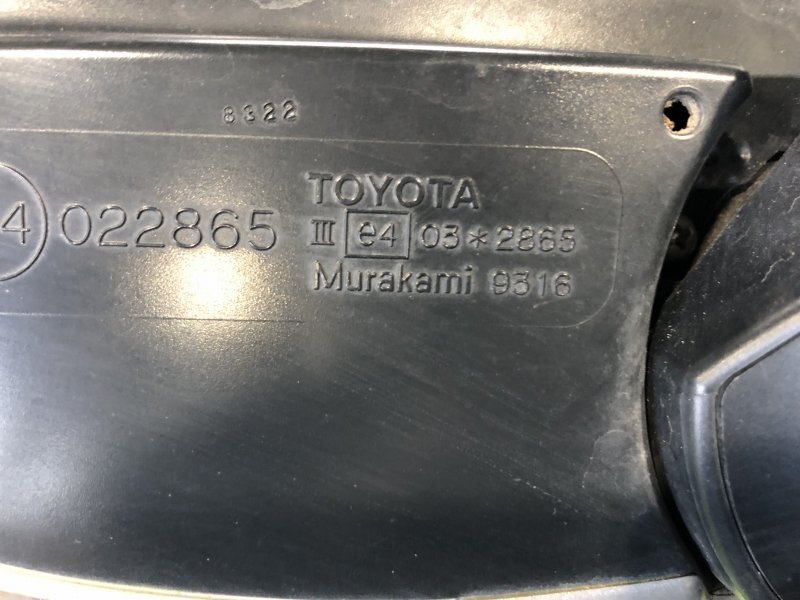 8322
4 022865
TOYOTA
III e4 03*2865
Murakami 9316